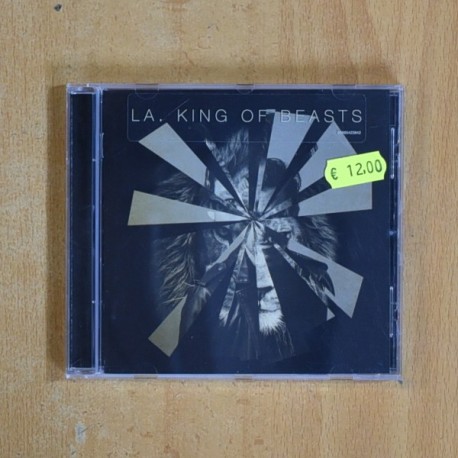 LA. KING OF BEASTS
€ 12,00